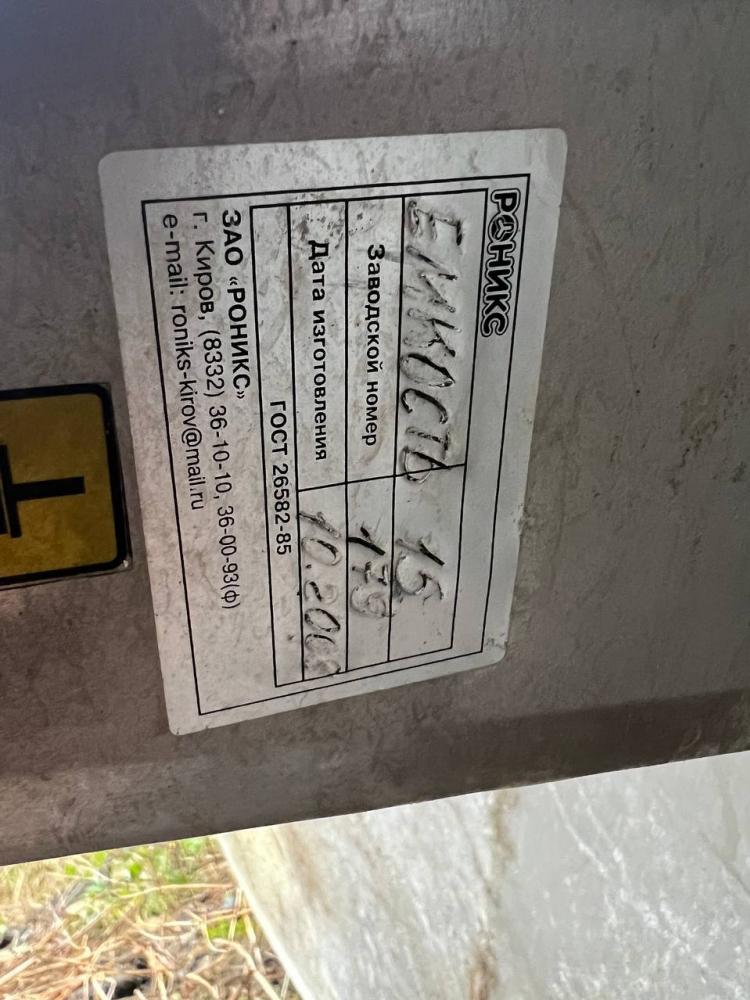 РОНИКС
ЕМКОСТЬ 15
Заводской номер 179
Дата изготовления 10.2008
ГОСТ 26582-85
ЗАО «РОНИКС»
г. Киров, (8332) 36-10-10, 36-00-93(ф)
e-mail: roniks-kirov@mail.ru